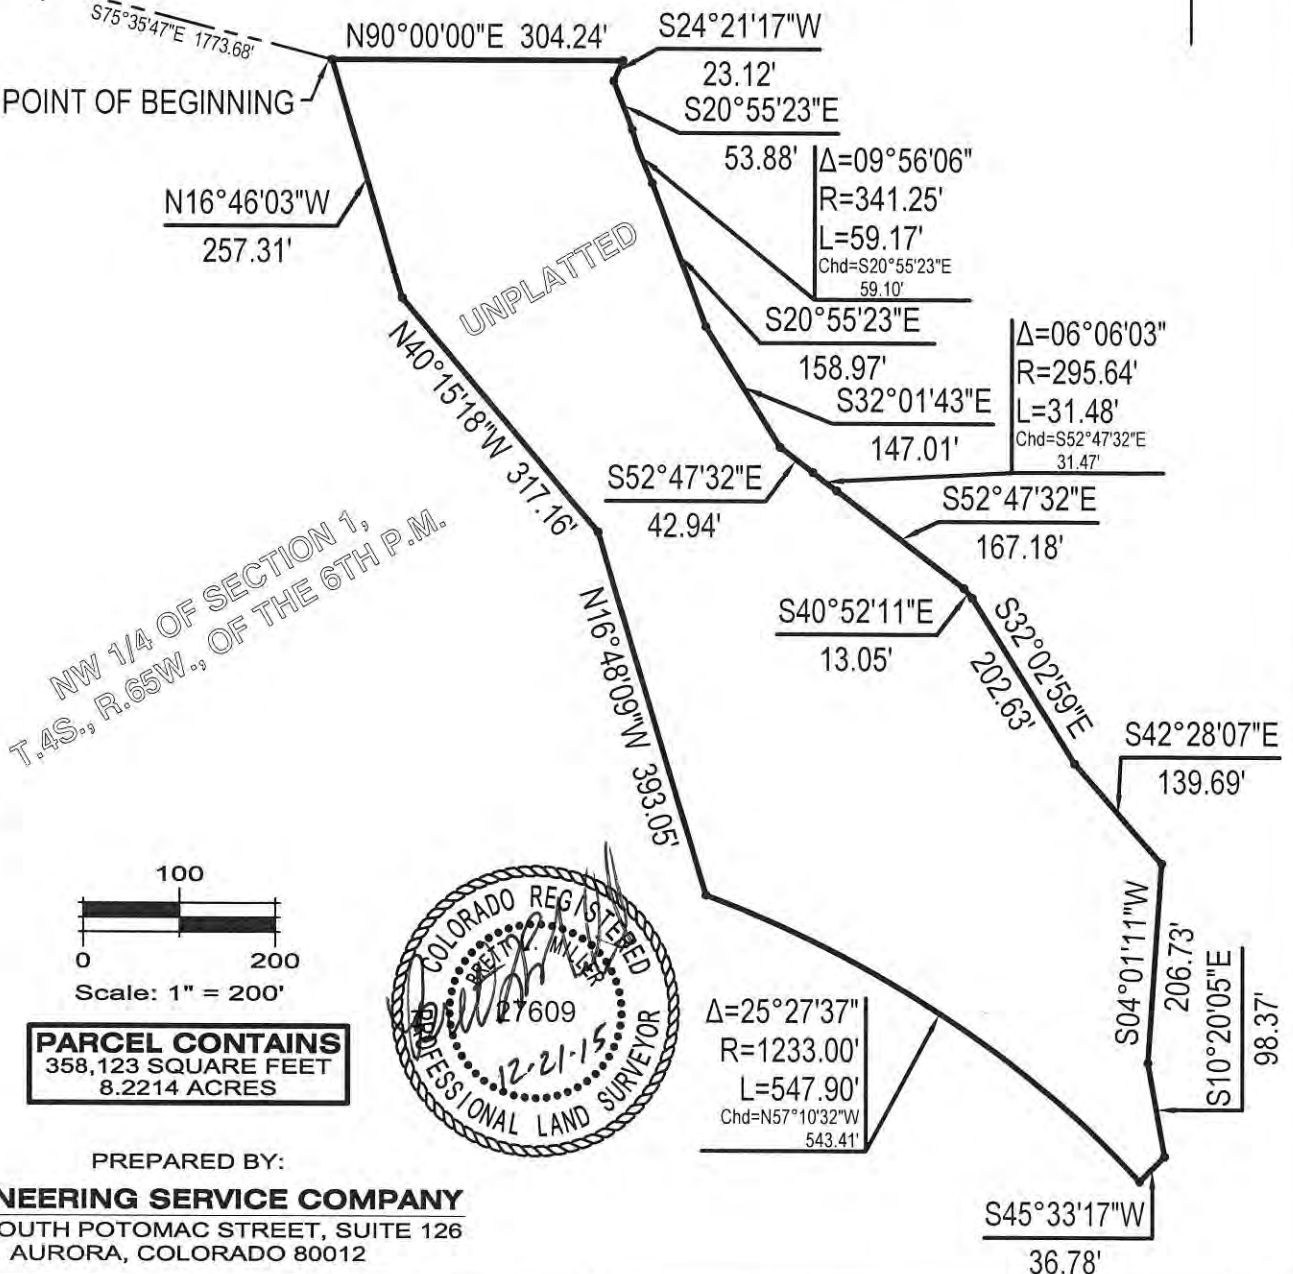 S75°35'47"E 1773.68'
N90°00'00"E 304.24'
S24°21'17"W
23.12'
POINT OF BEGINNING
S20°55'23"E
53.88'
Δ=09°56'06"
R=341.25'
L=59.17'
Chd=S20°55'23"E
59.10'
N16°46'03"W
257.31'
UNPLATTED
S20°55'23"E
158.97'
Δ=06°06'03"
R=295.64'
L=31.48'
Chd=S52°47'32"E
31.47'
S32°01'43"E
147.01'
N40°15'18"W 317.16'
S52°47'32"E
42.94'
S52°47'32"E
167.18'
NW 1/4 OF SECTION 1,
T.4S., R.65W., OF THE 6TH P.M.
S40°52'11"E
13.05'
S32°02'59"E
202.63'
N16°48'09"W 393.05'
S42°28'07"E
139.69'
S04°01'11"W
206.73'
S10°20'05"E
98.37'
100
0 200
Scale: 1" = 200'
PARCEL CONTAINS
358,123 SQUARE FEET
8.2214 ACRES
COLORADO REGISTERED
BRETT L. MILLER
27609
12-21-15
PROFESSIONAL LAND SURVEYOR
Δ=25°27'37"
R=1233.00'
L=547.90'
Chd=N57°10'32"W
543.41'
S45°33'17"W
36.78'
PREPARED BY:
NEERING SERVICE COMPANY
OUTH POTOMAC STREET, SUITE 126
AURORA, COLORADO 80012